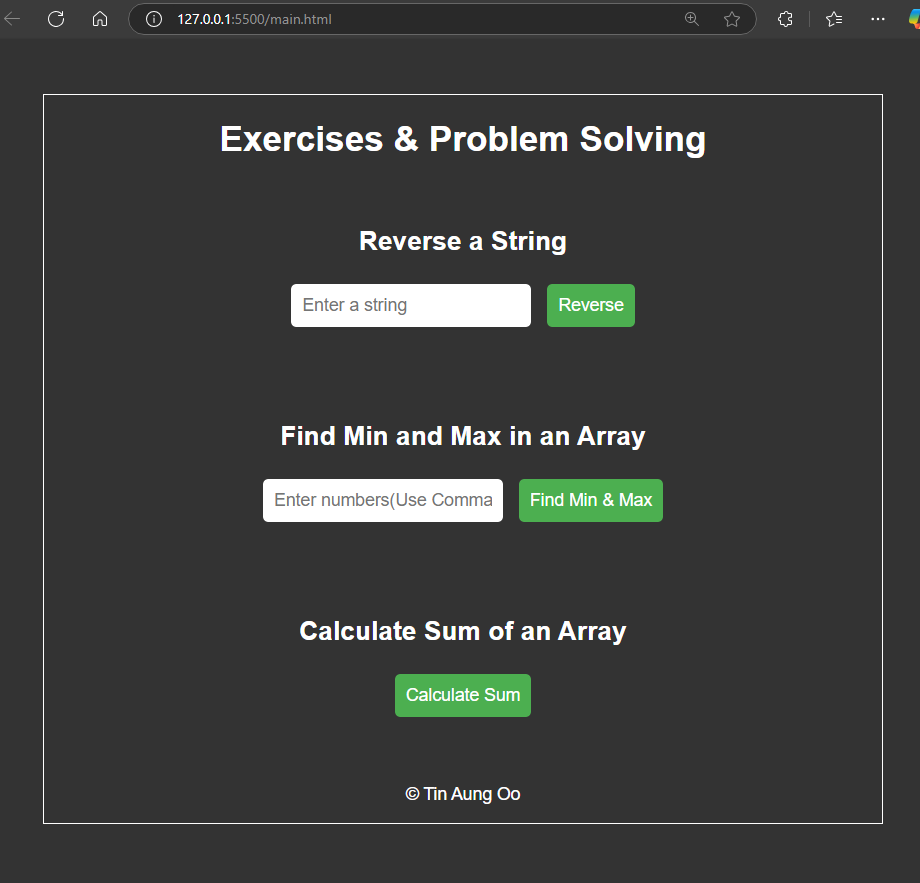 127.0.0.1:5500/main.html
Exercises & Problem Solving
Reverse a String
Enter a string Reverse
Find Min and Max in an Array
Enter numbers(Use Comma Find Min & Max
Calculate Sum of an Array
Calculate Sum
© Tin Aung Oo